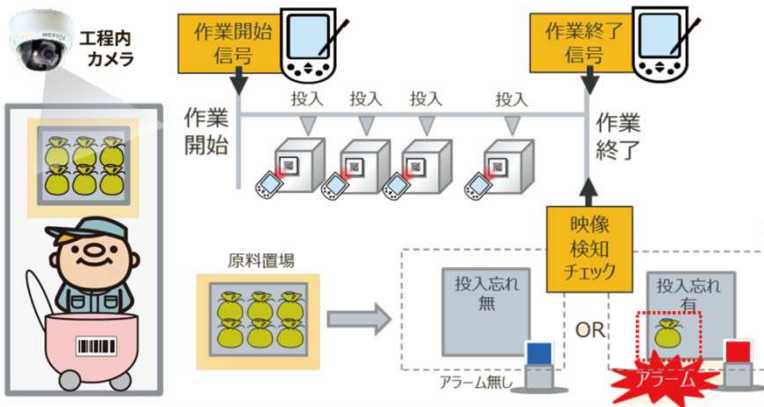 工程内
カメラ
作業開始
信号
作業終了
信号
投入
投入
投入
投入
作業
開始
作業
終了
映像
検知
チェック
原料置場
投入忘れ
無
OR
投入忘れ
有
アラーム無し
アラーム